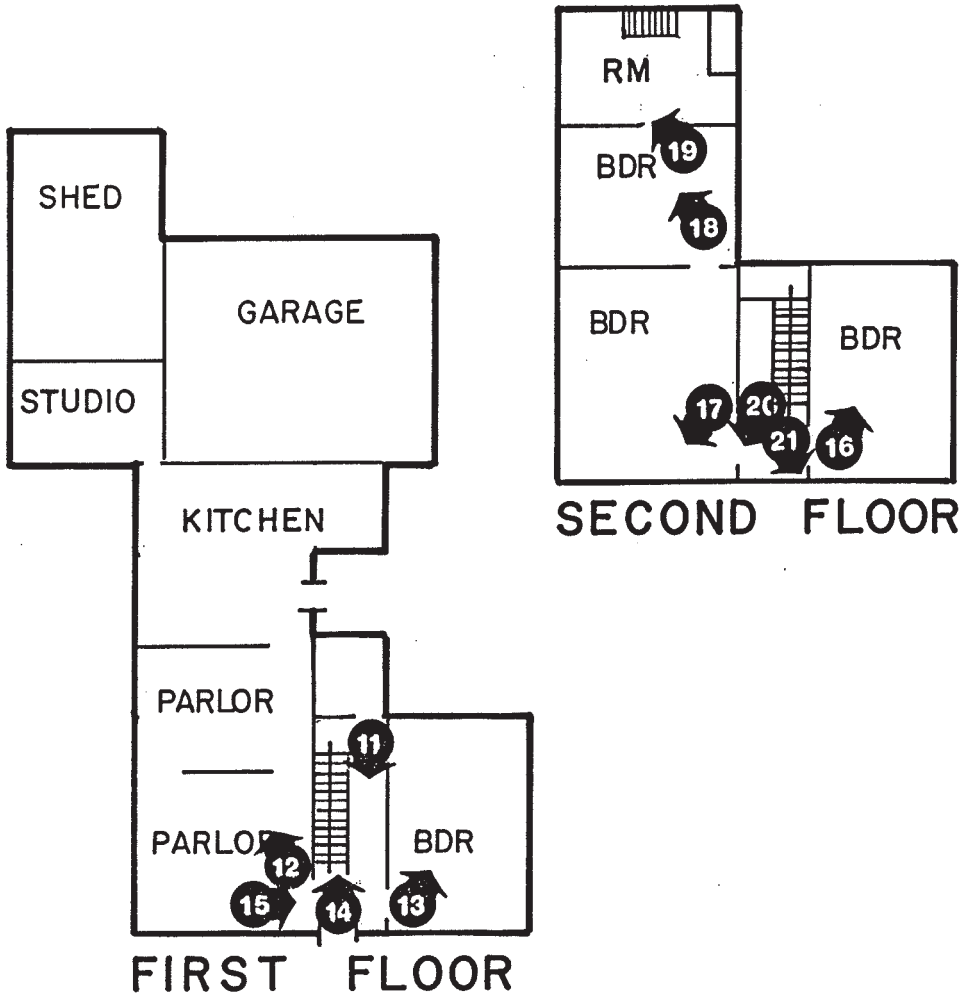 SHED
GARAGE
STUDIO
KITCHEN
PARLOR
11
PARLOR
BDR
12
15
14
13
FIRST FLOOR
RM
19
BDR
18
BDR
BDR
17
20
21
16
SECOND FLOOR